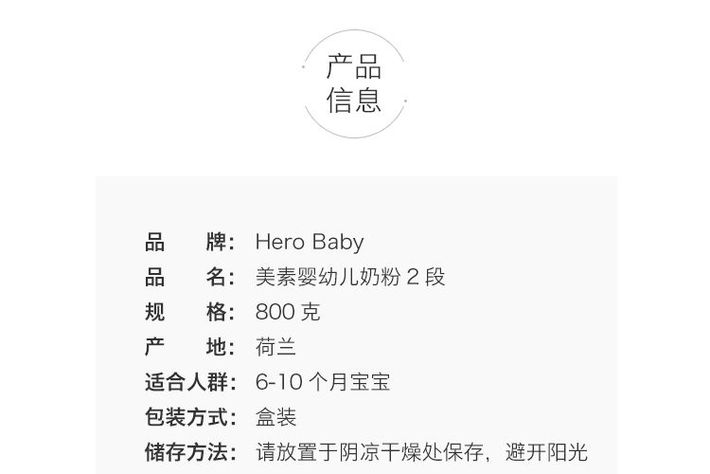 产品
信息
品 牌： Hero Baby
品 名： 美素婴幼儿奶粉 2 段
规 格： 800 克
产 地： 荷兰
适合人群： 6-10 个月宝宝
包装方式： 盒装
储存方法： 请放置于阴凉干燥处保存，避开阳光